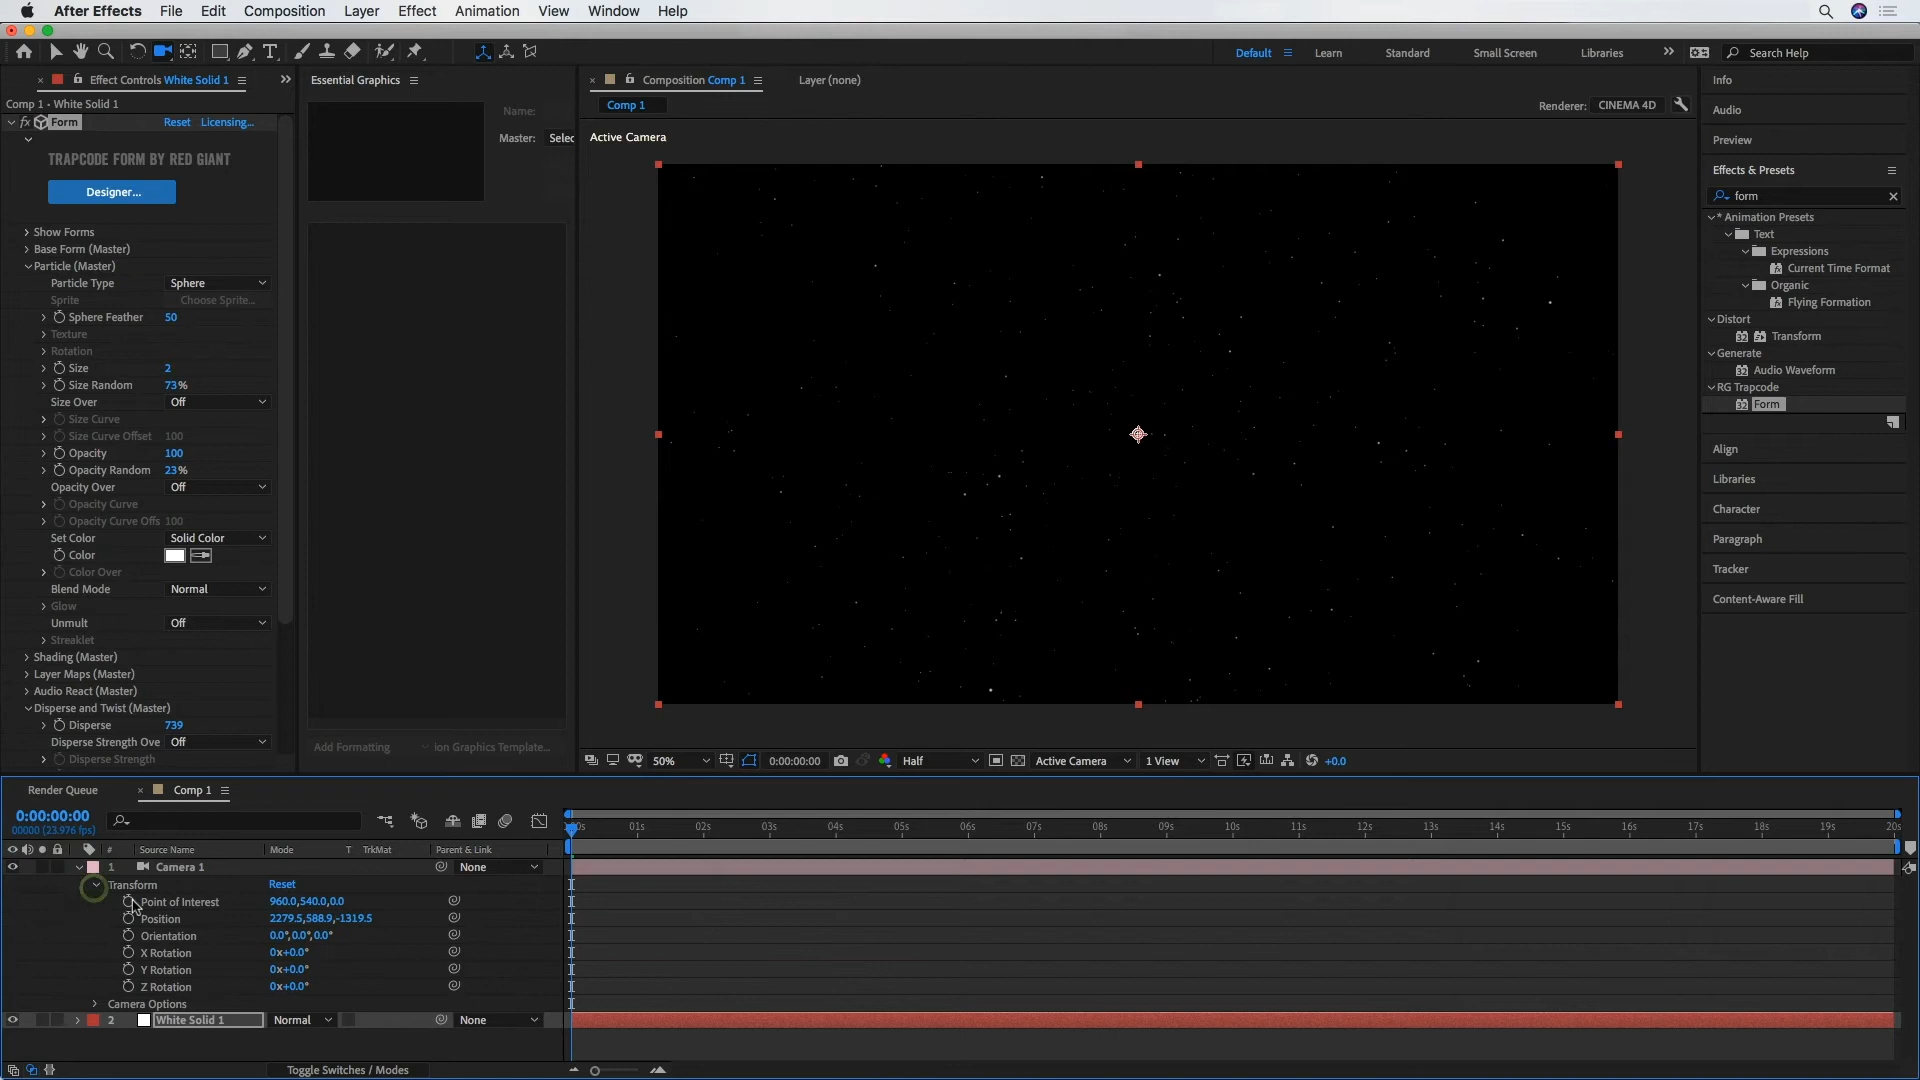 After Effects File Edit Composition Layer Effect Animation View Window Help
Default Learn Standard Small Screen Libraries Search Help
Effect Controls White Solid 1
Comp 1 • White Solid 1
fx Form Reset Licensing...
TRAPCODE FORM BY RED GIANT
Designer...
Show Forms
Base Form (Master)
Particle (Master)
Particle Type Sphere
Sprite Choose Sprite...
Sphere Feather 50
Texture
Rotation
Size 2
Size Random 73%
Size Over Off
Size Curve
Size Curve Offset 100
Opacity 100
Opacity Random 23%
Opacity Over Off
Opacity Curve
Opacity Curve Offs 100
Set Color Solid Color
Color
Color Over
Blend Mode Normal
Glow
Unmult Off
Streaklet
Shading (Master)
Layer Maps (Master)
Audio React (Master)
Disperse and Twist (Master)
Disperse 739
Disperse Strength Ove Off
Disperse Strength
Essential Graphics
Name:
Master: Selec
Add Formatting ion Graphics Template...
Composition Comp 1 Layer (none)
Comp 1
Renderer: CINEMA 4D
Active Camera
50% 0:00:00:00 Half Active Camera 1 View +0.0
Info
Audio
Preview
Effects & Presets
form
* Animation Presets
Text
Expressions
Current Time Format
Organic
Flying Formation
Distort
32 Transform
Generate
32 Audio Waveform
RG Trapcode
32 Form
Align
Libraries
Character
Paragraph
Tracker
Content-Aware Fill
Render Queue Comp 1
0:00:00:00
00000 (23.976 fps)
01s 02s 03s 04s 05s 06s 07s 08s 09s 10s 11s 12s 13s 14s 15s 16s 17s 18s 19s 20s
# Source Name Mode T TrkMat Parent & Link
1 Camera 1 None
Transform Reset
Point of Interest 960.0,540.0,0.0
Position 2279.5,588.9,-1319.5
Orientation 0.0°,0.0°,0.0°
X Rotation 0x+0.0°
Y Rotation 0x+0.0°
Z Rotation 0x+0.0°
Camera Options
2 White Solid 1 Normal None
Toggle Switches / Modes